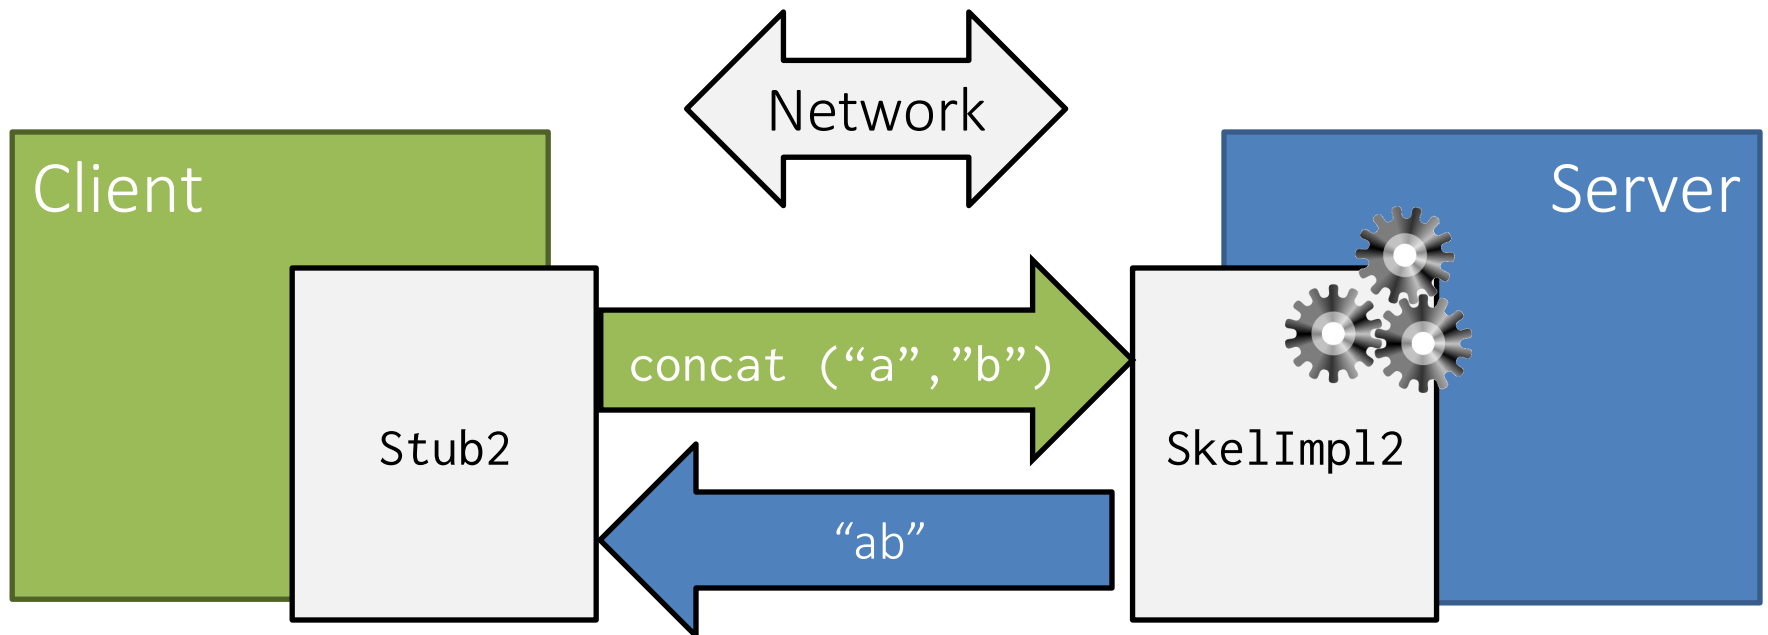 Network
Client
Server
concat (“a”,”b”)
Stub2
SkelImpl2
“ab”